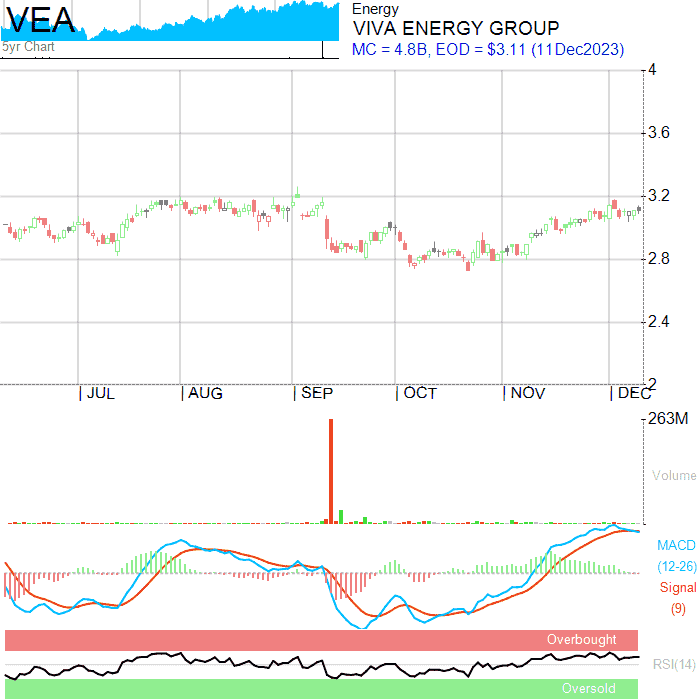 VEA
5yr Chart
Energy
VIVA ENERGY GROUP
MC = 4.8B, EOD = $3.11 (11Dec2023)
4
3.6
3.2
2.8
2.4
2
| JUL | AUG | SEP | OCT | NOV | DEC
263M
Volume
MACD
(12-26)
Signal
(9)
Overbought
RSI(14)
Oversold